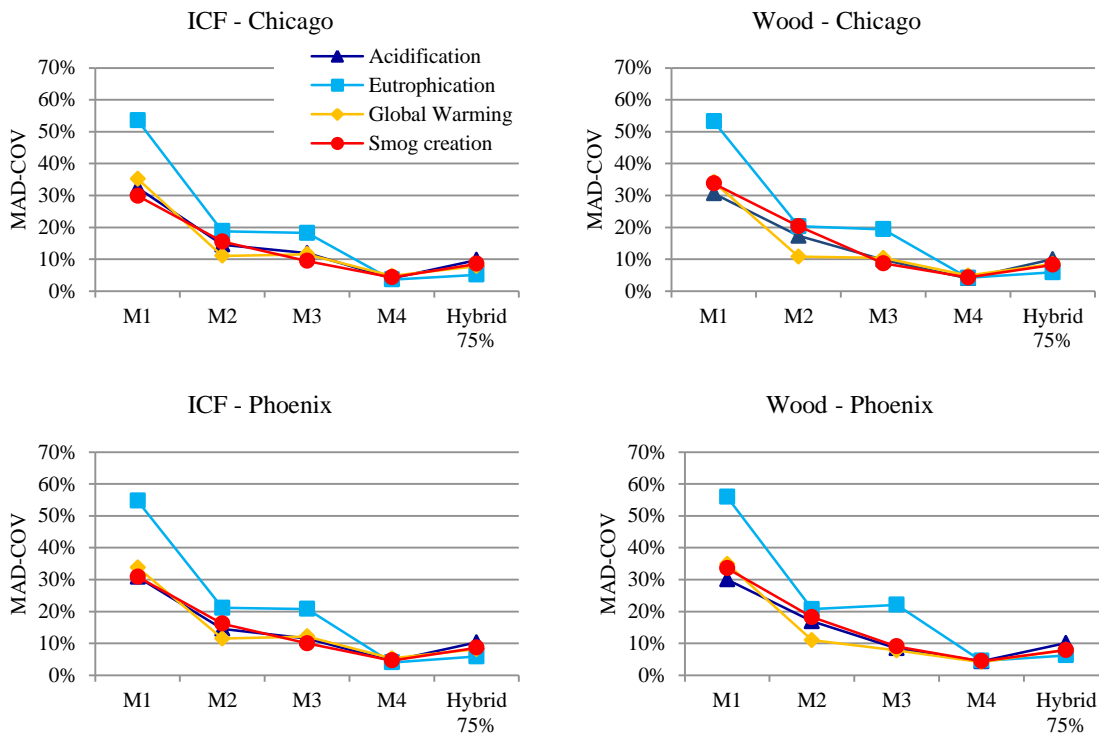 ICF - Chicago
Acidification
Eutrophication
Global Warming
Smog creation
70%
60%
50%
40%
30%
20%
10%
0%
MAD-COV
M1 M2 M3 M4 Hybrid
75%
Wood - Chicago
70%
60%
50%
40%
30%
20%
10%
0%
MAD-COV
M1 M2 M3 M4 Hybrid
75%
ICF - Phoenix
70%
60%
50%
40%
30%
20%
10%
0%
MAD-COV
M1 M2 M3 M4 Hybrid
75%
Wood - Phoenix
70%
60%
50%
40%
30%
20%
10%
0%
MAD-COV
M1 M2 M3 M4 Hybrid
75%